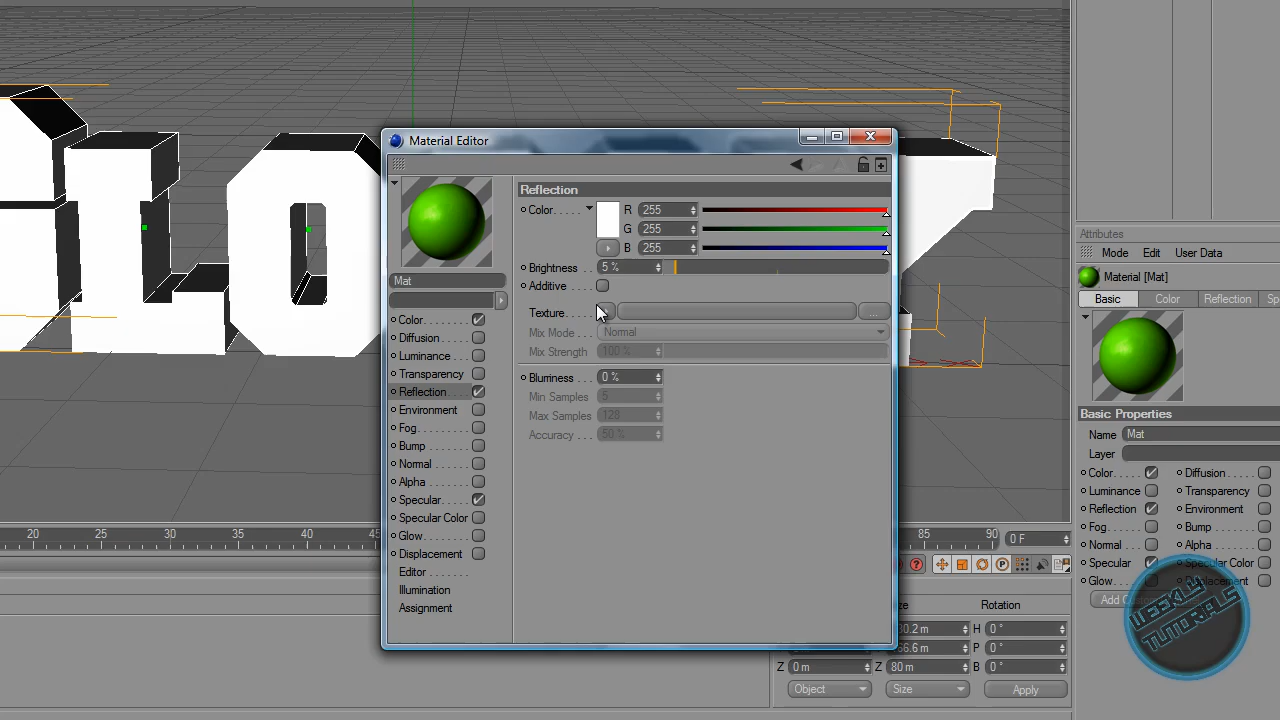 LO
Material Editor
Reflection
Color
R 255
G 255
B 255
Brightness 5 %
Additive
Texture
...
Mix Mode Normal
Mix Strength 100 %
Blurriness 0 %
Min Samples 5
Max Samples 128
Accuracy 50 %
Mat
Color
Diffusion
Luminance
Transparency
Reflection
Environment
Fog
Bump
Normal
Alpha
Specular
Specular Color
Glow
Displacement
Editor
Illumination
Assignment
20 25 30 35 40 85 90 0 F
Rotation
H 0 °
P 0 °
Z 0 m Z 80 m B 0 °
Object Size Apply
Attributes
Mode Edit User Data
Material [Mat]
Basic Color Reflection Sp
Basic Properties
Name Mat
Layer
Color Diffusion
Luminance Transparency
Reflection Environment
Fog Bump
Normal Alpha
Specular Specular Color
Glow Displacement
Add
WEEKLY
TUTORIALS